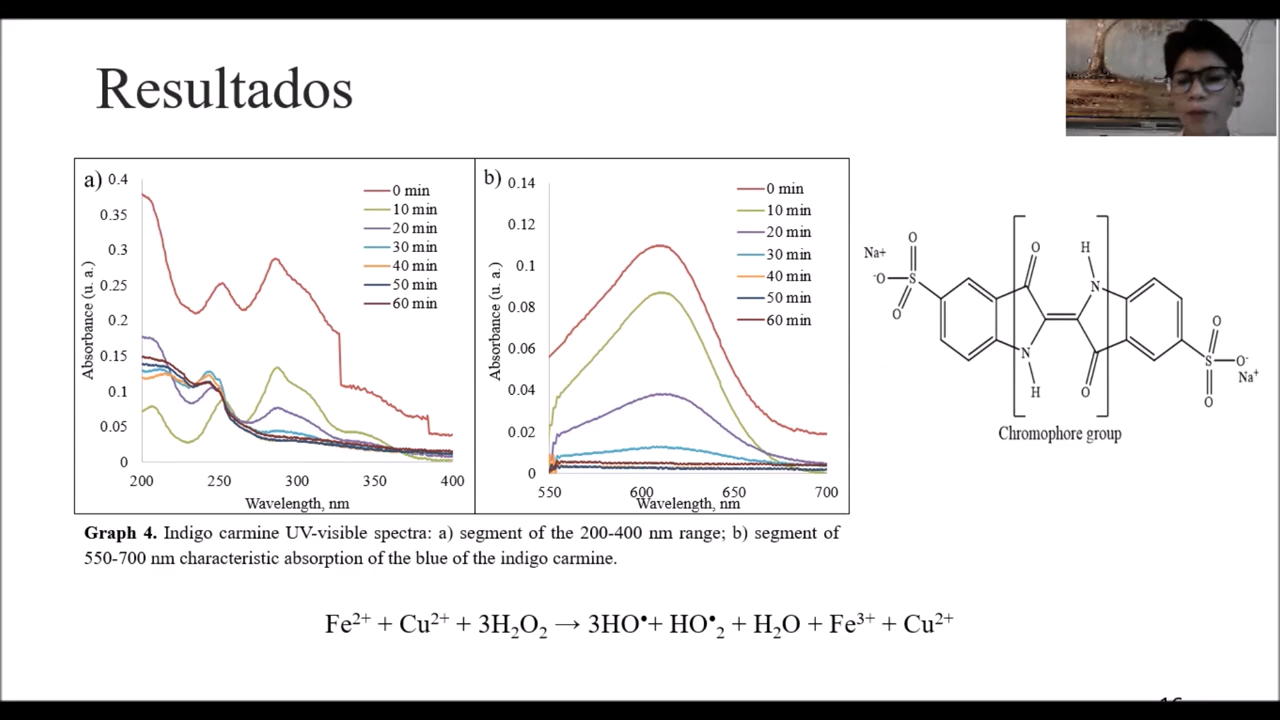 Resultados
a)
0.4
0.35
0.3
0.25
0.2
0.15
0.1
0.05
0
Absorbance (u. a.)
200 250 300 350 400
Wavelength, nm
0 min
10 min
20 min
30 min
40 min
50 min
60 min
b)
0.14
0.12
0.1
0.08
0.06
0.04
0.02
0
Absorbance (u. a.)
550 600 650 700
Wavelength, nm
0 min
10 min
20 min
30 min
40 min
50 min
60 min
Na+
O
⁻O S
O
O H
N
N
H O
O
S O⁻
Na⁺
O
Chromophore group
Graph 4. Indigo carmine UV-visible spectra: a) segment of the 200-400 nm range; b) segment of
550-700 nm characteristic absorption of the blue of the indigo carmine.
Fe²⁺ + Cu²⁺ + 3H₂O₂ → 3HO•+ HO•₂ + H₂O + Fe³⁺ + Cu²⁺